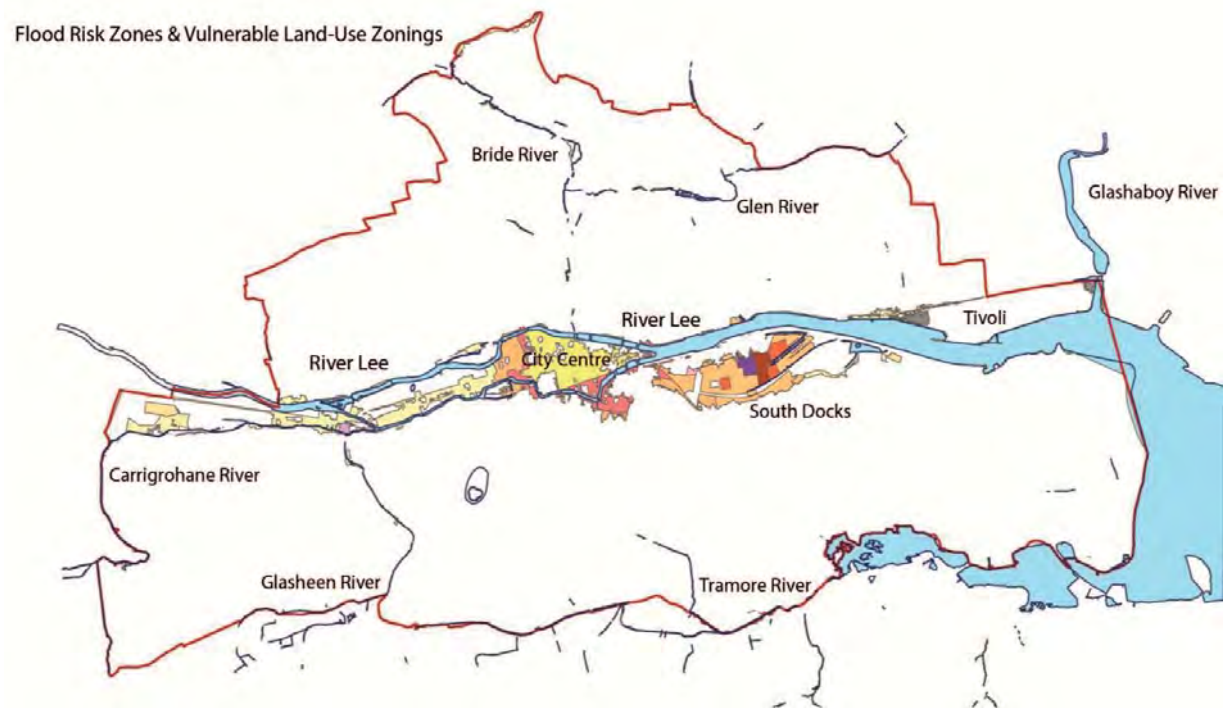 Flood Risk Zones & Vulnerable Land-Use Zonings
Bride River
Glen River
Glashaboy River
River Lee
Tivoli
River Lee
City Centre
South Docks
Carrigrohane River
Glasheen River
Tramore River